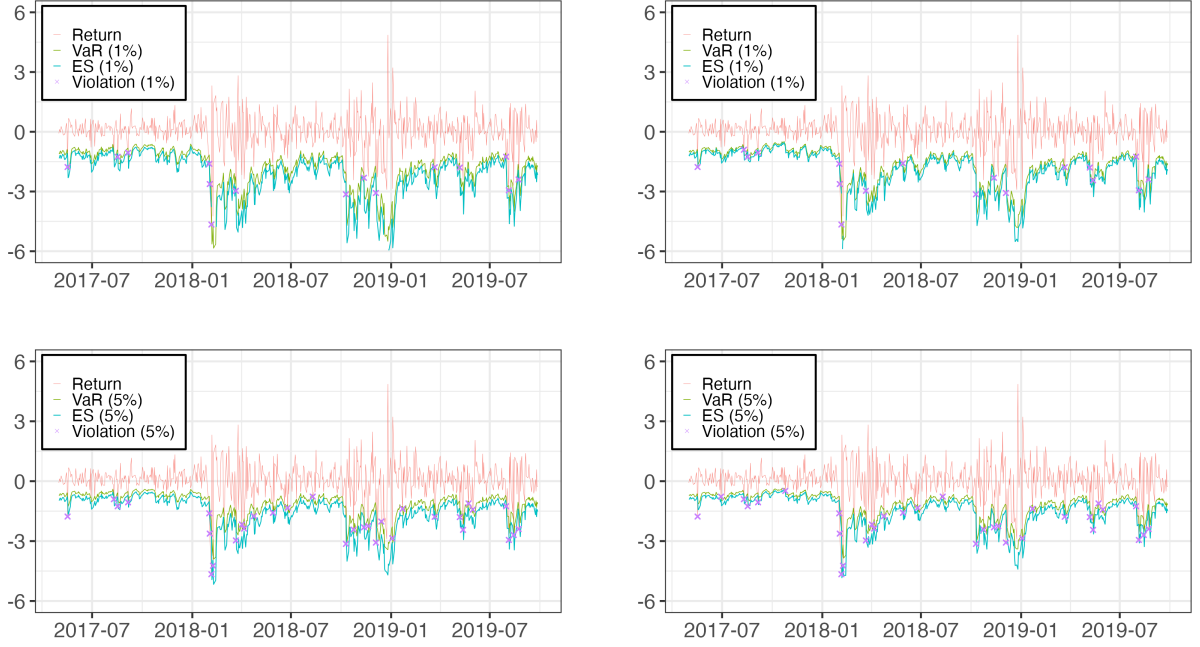 6
3
0
-3
-6
Return
VaR (1%)
ES (1%)
Violation (1%)
2017-07 2018-01 2018-07 2019-01 2019-07
6
3
0
-3
-6
Return
VaR (1%)
ES (1%)
Violation (1%)
2017-07 2018-01 2018-07 2019-01 2019-07
6
3
0
-3
-6
Return
VaR (5%)
ES (5%)
Violation (5%)
2017-07 2018-01 2018-07 2019-01 2019-07
6
3
0
-3
-6
Return
VaR (5%)
ES (5%)
Violation (5%)
2017-07 2018-01 2018-07 2019-01 2019-07